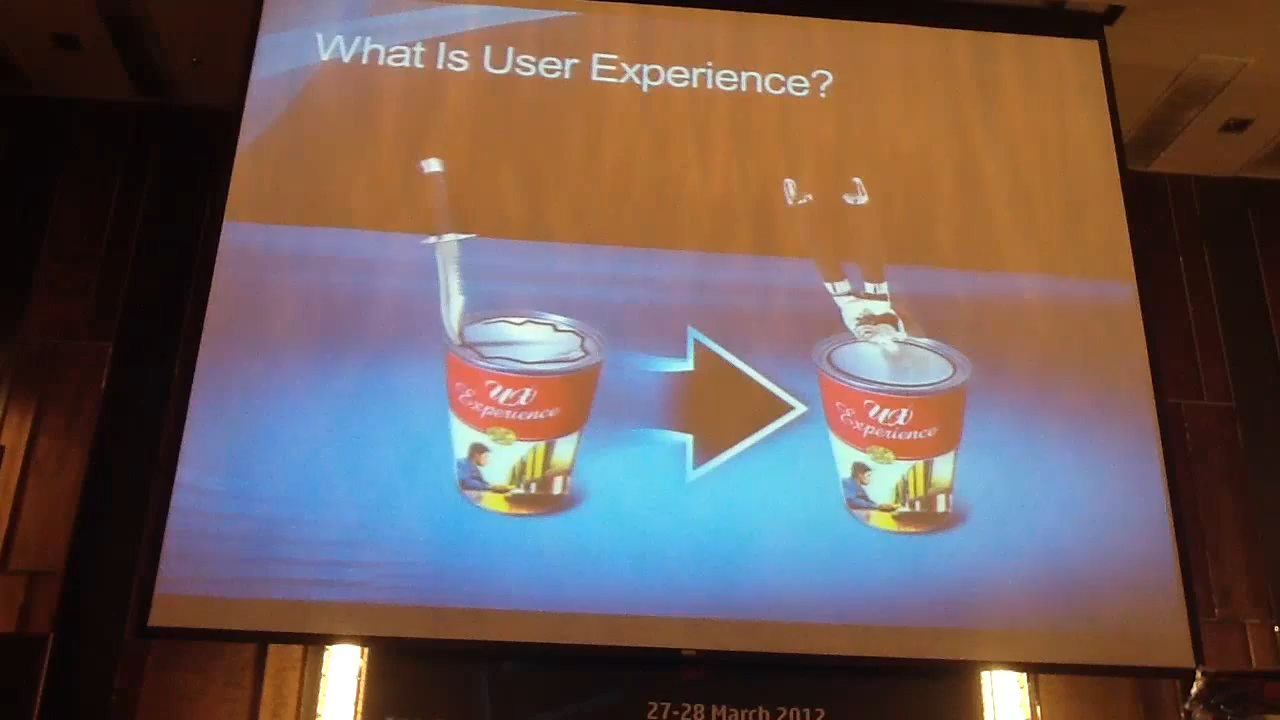 What Is User Experience?
UX
Experience
UX
Experience
27-28 March 2012